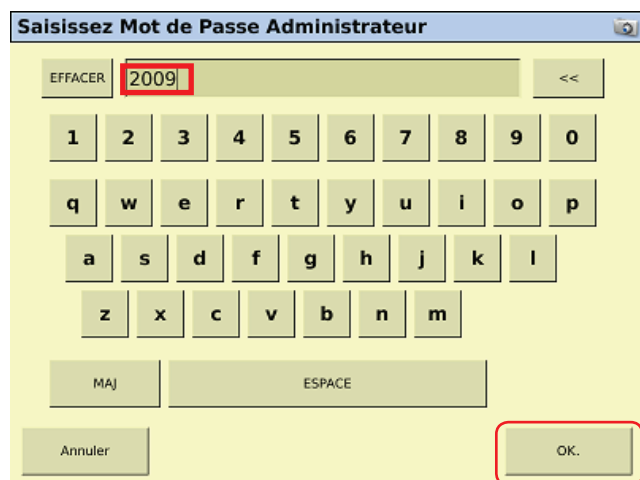 Saisissez Mot de Passe Administrateur
EFFACER 2009 <<
1 2 3 4 5 6 7 8 9 0
q w e r t y u i o p
a s d f g h j k l
z x c v b n m
MAJ ESPACE
Annuler OK.